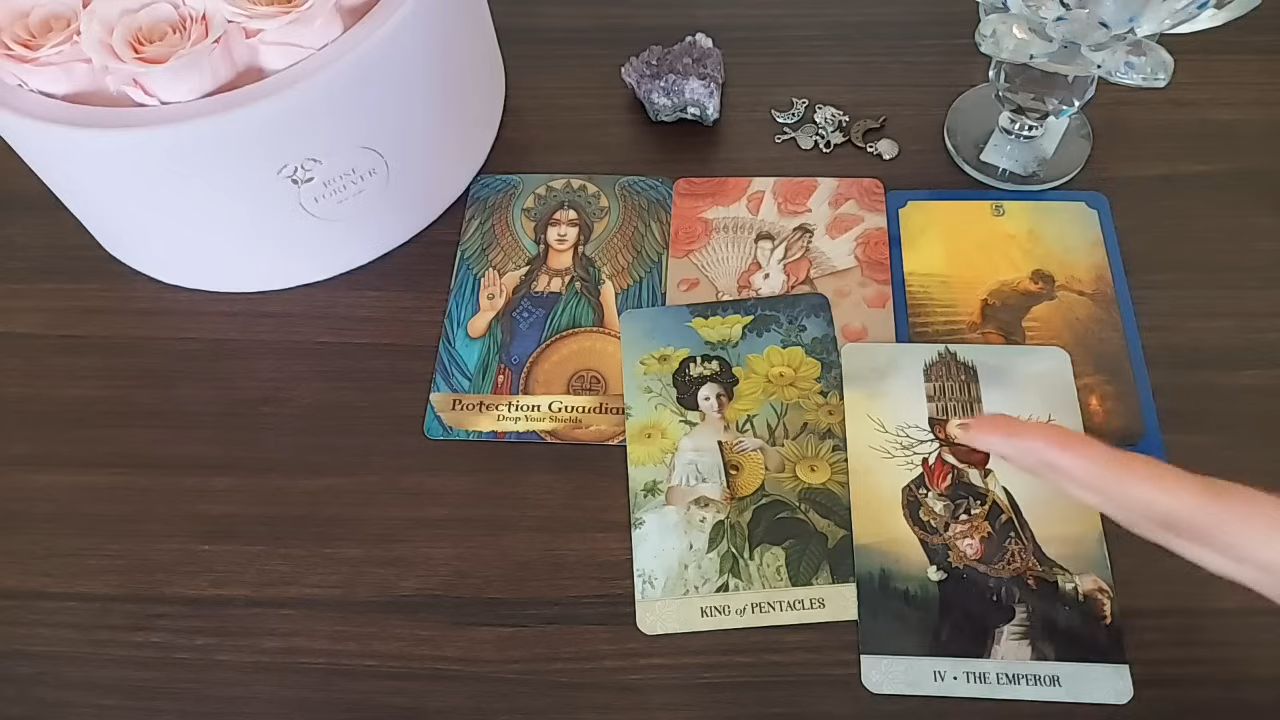 ROSE
FOREVER
5
Protection Guardian
Drop Your Shields
KING of PENTACLES
IV • THE EMPEROR